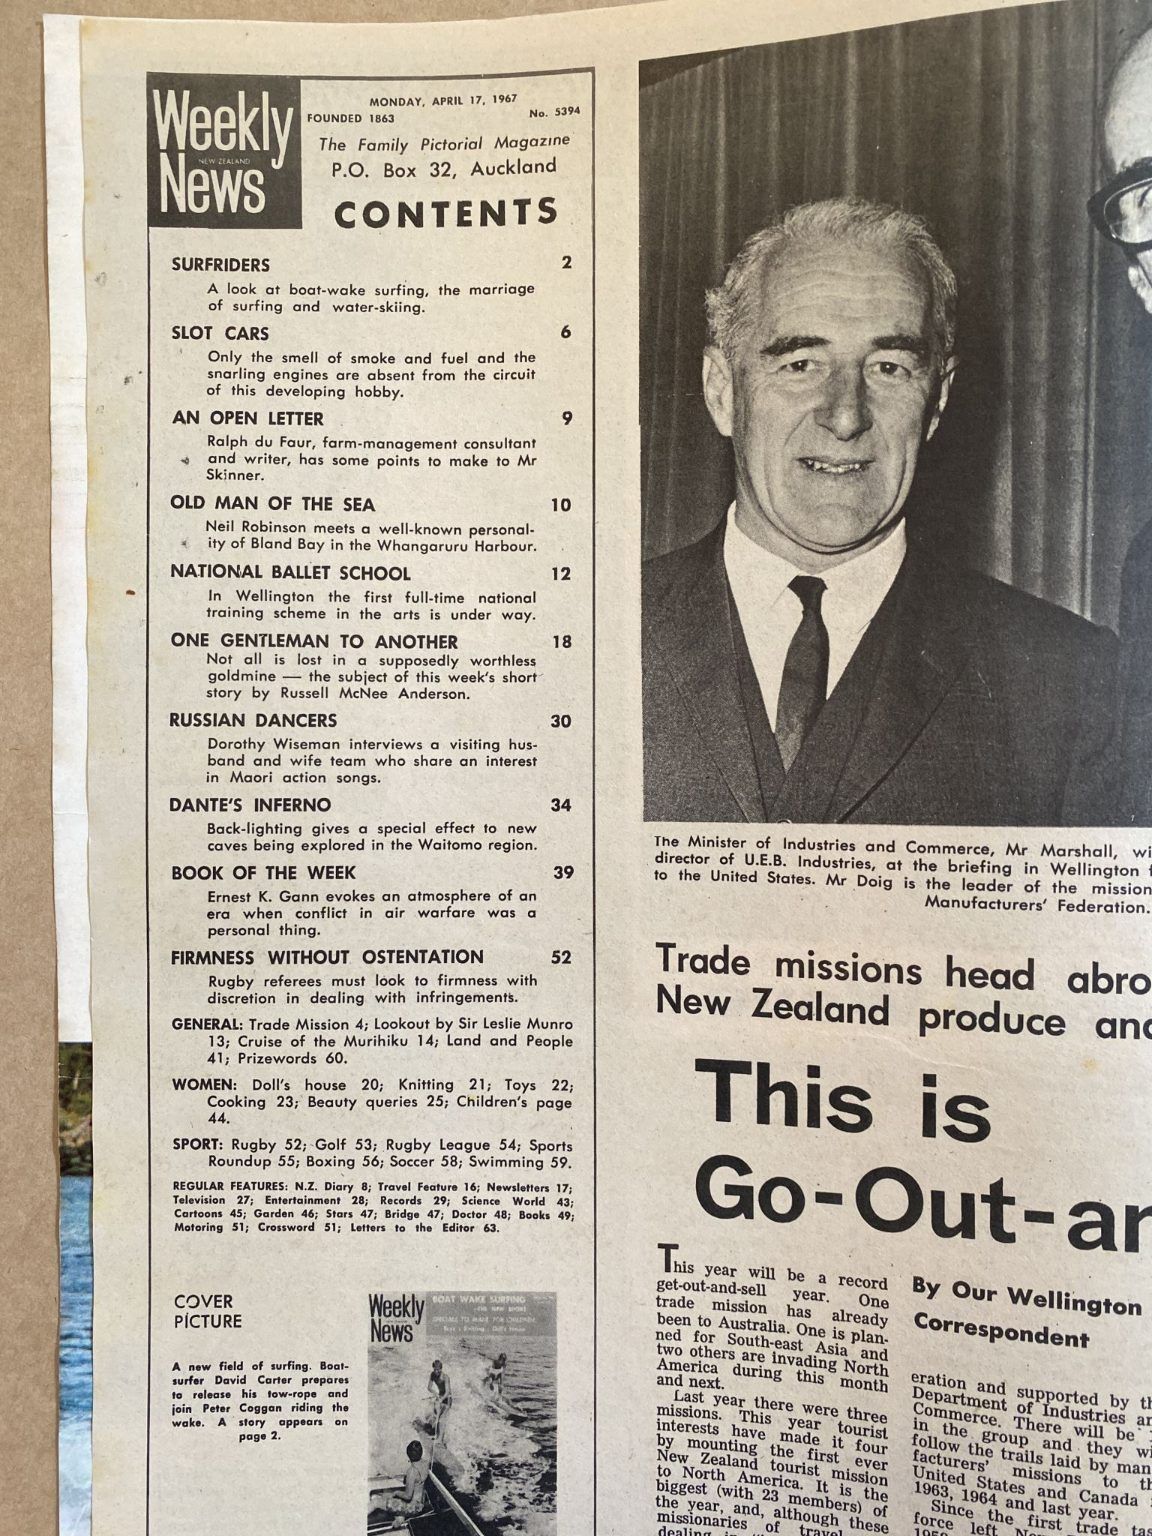 Weekly
NEW ZEALAND
News
MONDAY, APRIL 17, 1967
FOUNDED 1863 No. 5394
The Family Pictorial Magazine
P.O. Box 32, Auckland
CONTENTS
SURFRIDERS 2
A look at boat-wake surfing, the marriage
of surfing and water-skiing.
SLOT CARS 6
Only the smell of smoke and fuel and the
snarling engines are absent from the circuit
of this developing hobby.
AN OPEN LETTER 9
Ralph du Faur, farm-management consultant
and writer, has some points to make to Mr
Skinner.
OLD MAN OF THE SEA 10
Neil Robinson meets a well-known personal-
ity of Bland Bay in the Whangaruru Harbour.
NATIONAL BALLET SCHOOL 12
In Wellington the first full-time national
training scheme in the arts is under way.
ONE GENTLEMAN TO ANOTHER 18
Not all is lost in a supposedly worthless
goldmine — the subject of this week's short
story by Russell McNee Anderson.
RUSSIAN DANCERS 30
Dorothy Wiseman interviews a visiting hus-
band and wife team who share an interest
in Maori action songs.
DANTE'S INFERNO 34
Back-lighting gives a special effect to new
caves being explored in the Waitomo region.
BOOK OF THE WEEK 39
Ernest K. Gann evokes an atmosphere of an
era when conflict in air warfare was a
personal thing.
FIRMNESS WITHOUT OSTENTATION 52
Rugby referees must look to firmness with
discretion in dealing with infringements.
GENERAL: Trade Mission 4; Lookout by Sir Leslie Munro
13; Cruise of the Murihiku 14; Land and People
41; Prizewords 60.
WOMEN: Doll's house 20; Knitting 21; Toys 22;
Cooking 23; Beauty queries 25; Children's page
44.
SPORT: Rugby 52; Golf 53; Rugby League 54; Sports
Roundup 55; Boxing 56; Soccer 58; Swimming 59.
REGULAR FEATURES: N.Z. Diary 8; Travel Feature 16; Newsletters 17;
Television 27; Entertainment 28; Records 29; Science World 43;
Cartoons 45; Garden 46; Stars 47; Bridge 47; Doctor 48; Books 49;
Motoring 51; Crossword 51; Letters to the Editor 63.
COVER
PICTURE
A new field of surfing. Boat-
surfer David Carter prepares
to release his tow-rope and
join Peter Coggan riding the
wake. A story appears on
page 2.
Weekly
News
BOAT WAKE SURFING
The Minister of Industries and Commerce, Mr Marshall, wi
director of U.E.B. Industries, at the briefing in Wellington f
to the United States. Mr Doig is the leader of the mission
Manufacturers' Federation.
Trade missions head abro
New Zealand produce and
This is
Go-Out-an
This year will be a record
get-out-and-sell year. One
trade mission has already
been to Australia. One is plan-
ned for South-east Asia and
two others are invading North
America during this month
and next.
Last year there were three
missions. This year tourist
interests have made it four
by mounting the first ever
New Zealand tourist mission
to North America. It is the
biggest (with 23 members) of
the year, and, although these
missionaries of travel
dealing in
By Our Wellington
Correspondent
eration and supported by th
Department of Industries an
Commerce. There will be
in the group and they wi
follow the trails laid by man
facturers' missions to th
United States and Canada
1963, 1964 and last year.
Since the first trade tas
force left